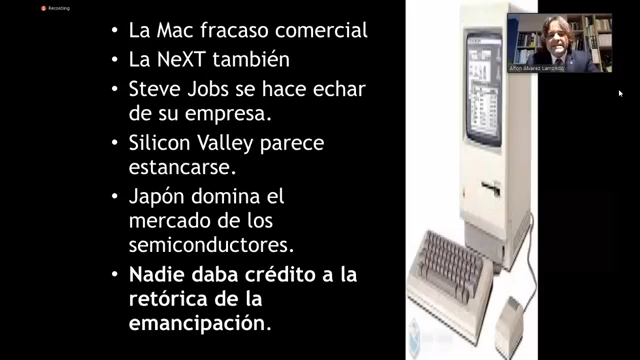 Recording
• La Mac fracaso comercial
• La NeXT también
• Steve Jobs se hace echar
de su empresa.
• Silicon Valley parece
estancarse.
• Japón domina el
mercado de los
semiconductores.
• Nadie daba crédito a la
retórica de la
emancipación.